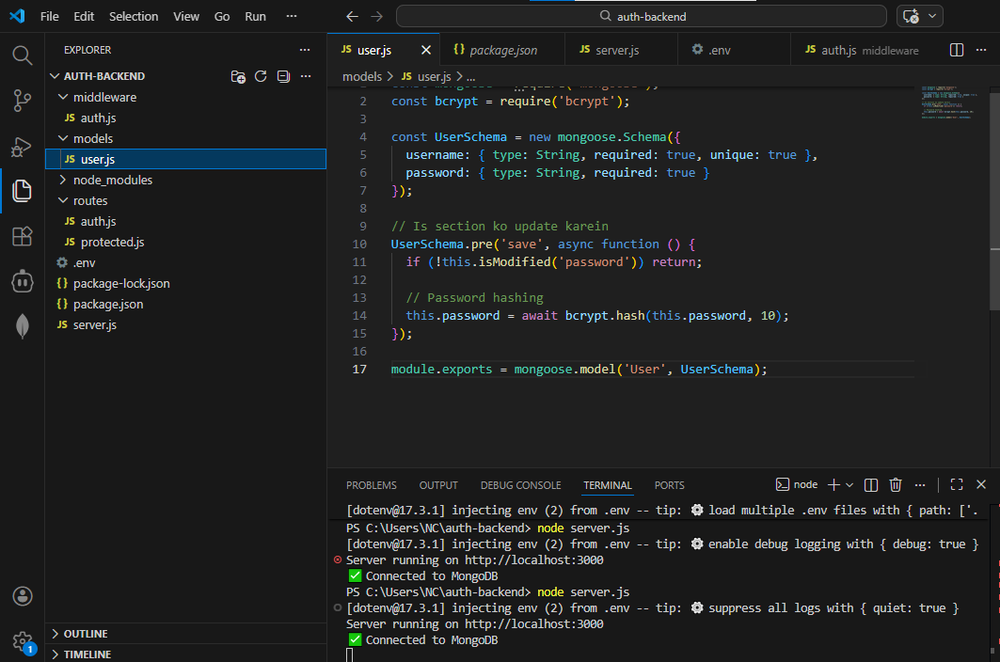 File Edit Selection View Go Run ··· auth-backend
EXPLORER ···
AUTH-BACKEND ···
middleware
JS auth.js
models
JS user.js
node_modules
routes
JS auth.js
JS protected.js
.env
{} package-lock.json
{} package.json
JS server.js
OUTLINE
TIMELINE
1
JS user.js {} package.json JS server.js .env JS auth.js middleware ···
models > JS user.js > ...
2 const bcrypt = require('bcrypt');
3
4 const UserSchema = new mongoose.Schema({
5 username: { type: String, required: true, unique: true },
6 password: { type: String, required: true }
7 });
8
9 // Is section ko update karein
10 UserSchema.pre('save', async function () {
11 if (!this.isModified('password')) return;
12
13 // Password hashing
14 this.password = await bcrypt.hash(this.password, 10);
15 });
16
17 module.exports = mongoose.model('User', UserSchema);
PROBLEMS OUTPUT DEBUG CONSOLE TERMINAL PORTS node ···
[dotenv@17.3.1] injecting env (2) from .env -- tip: ⚙️ load multiple .env files with { path: ['.
PS C:\Users\NC\auth-backend> node server.js
[dotenv@17.3.1] injecting env (2) from .env -- tip: ⚙️ enable debug logging with { debug: true }
Server running on http://localhost:3000
✅ Connected to MongoDB
PS C:\Users\NC\auth-backend> node server.js
[dotenv@17.3.1] injecting env (2) from .env -- tip: ⚙️ suppress all logs with { quiet: true }
Server running on http://localhost:3000
✅ Connected to MongoDB